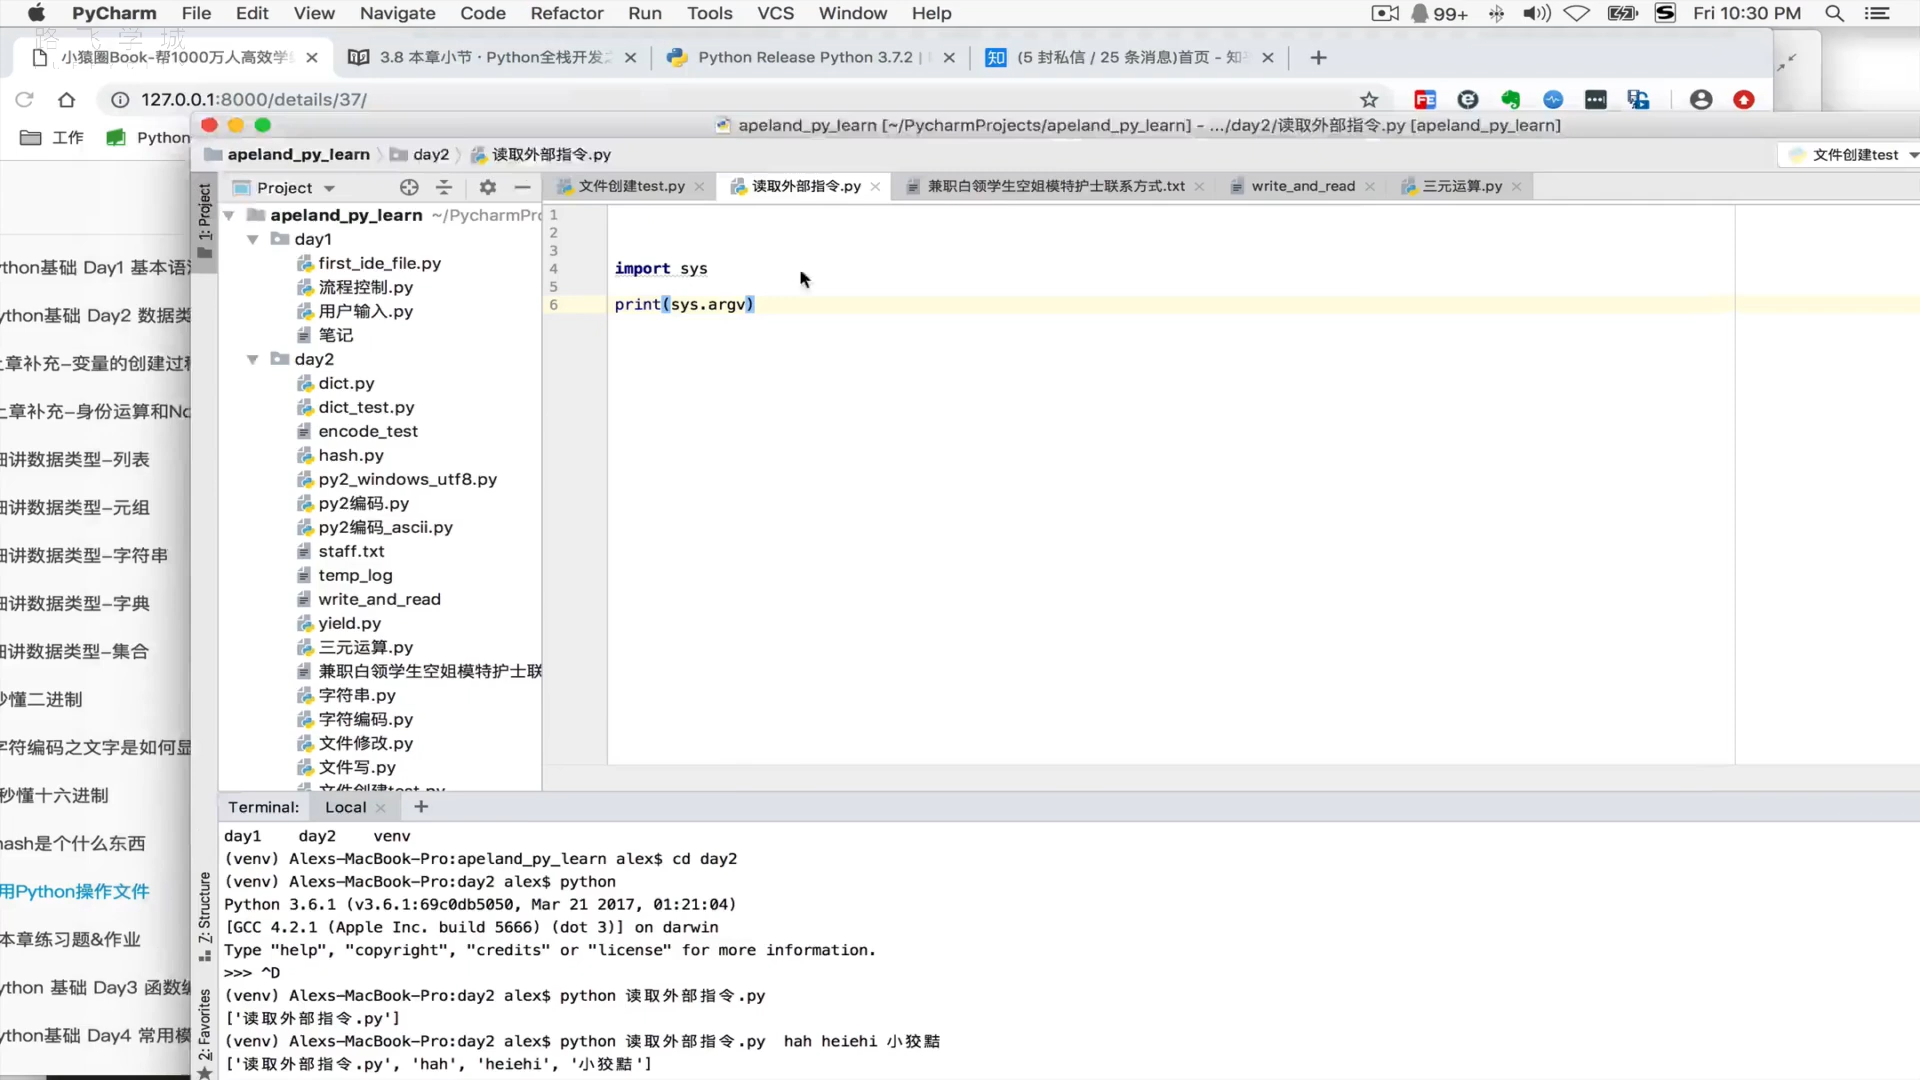 PyCharm File Edit View Navigate Code Refactor Run Tools VCS Window Help 99+ Fri 10:30 PM
路飞学城
小猿圈Book-帮1000万人高效学 3.8 本章小节 · Python全栈开发 Python Release Python 3.7.2 | (5 封私信 / 25 条消息)首页 - 知
127.0.0.1:8000/details/37/
工作 Python
apeland_py_learn [~/PycharmProjects/apeland_py_learn] - .../day2/读取外部指令.py [apeland_py_learn]
apeland_py_learn day2 读取外部指令.py 文件创建test
Project 文件创建test.py 读取外部指令.py 兼职白领学生空姐模特护士联系方式.txt write_and_read 三元运算.py
1: Project
apeland_py_learn ~/PycharmPro
day1
first_ide_file.py
流程控制.py
用户输入.py
笔记
day2
dict.py
dict_test.py
encode_test
hash.py
py2_windows_utf8.py
py2编码.py
py2编码_ascii.py
staff.txt
temp_log
write_and_read
yield.py
三元运算.py
兼职白领学生空姐模特护士联
字符串.py
字符编码.py
文件修改.py
文件写.py
文件创建test.py
1
2
3
4 import sys
5
6 print(sys.argv)
ython基础 Day1 基本语
ython基础 Day2 数据类
章补充-变量的创建过程
章补充-身份运算和No
细讲数据类型-列表
细讲数据类型-元组
细讲数据类型-字符串
细讲数据类型-字典
细讲数据类型-集合
秒懂二进制
字符编码之文字是如何显
秒懂十六进制
hash是个什么东西
用Python操作文件
本章练习题&作业
ython 基础 Day3 函数编
ython基础 Day4 常用模
Z: Structure
2: Favorites
Terminal: Local
day1 day2 venv
(venv) Alexs-MacBook-Pro:apeland_py_learn alex$ cd day2
(venv) Alexs-MacBook-Pro:day2 alex$ python
Python 3.6.1 (v3.6.1:69c0db5050, Mar 21 2017, 01:21:04)
[GCC 4.2.1 (Apple Inc. build 5666) (dot 3)] on darwin
Type "help", "copyright", "credits" or "license" for more information.
>>> ^D
(venv) Alexs-MacBook-Pro:day2 alex$ python 读取外部指令.py
['读取外部指令.py']
(venv) Alexs-MacBook-Pro:day2 alex$ python 读取外部指令.py hah heiehi 小狡黠
['读取外部指令.py', 'hah', 'heiehi', '小狡黠']